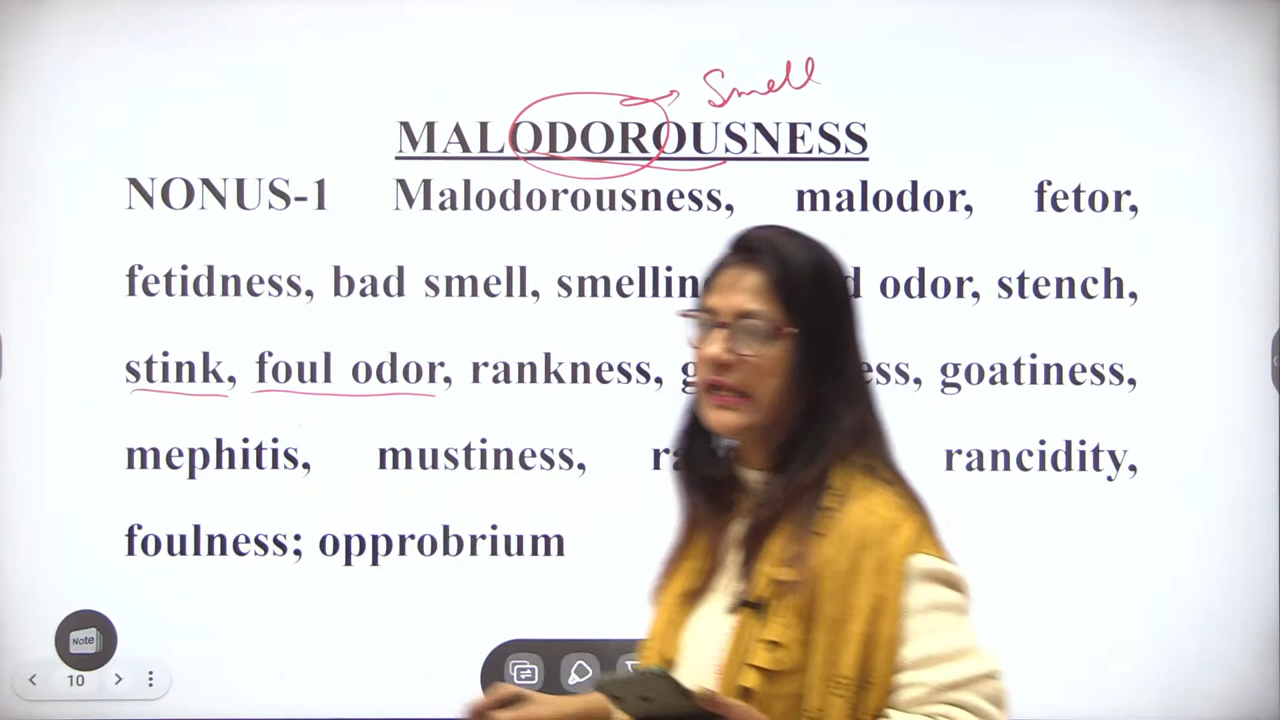 Smell
MALODOROUSNESS
NONUS-1 Malodorousness, malodor, fetor,
fetidness, bad smell, odor, stench,
stink, foul odor, rankness, goatiness,
mephitis, mustiness, rancidity,
foulness; opprobrium
Note
10